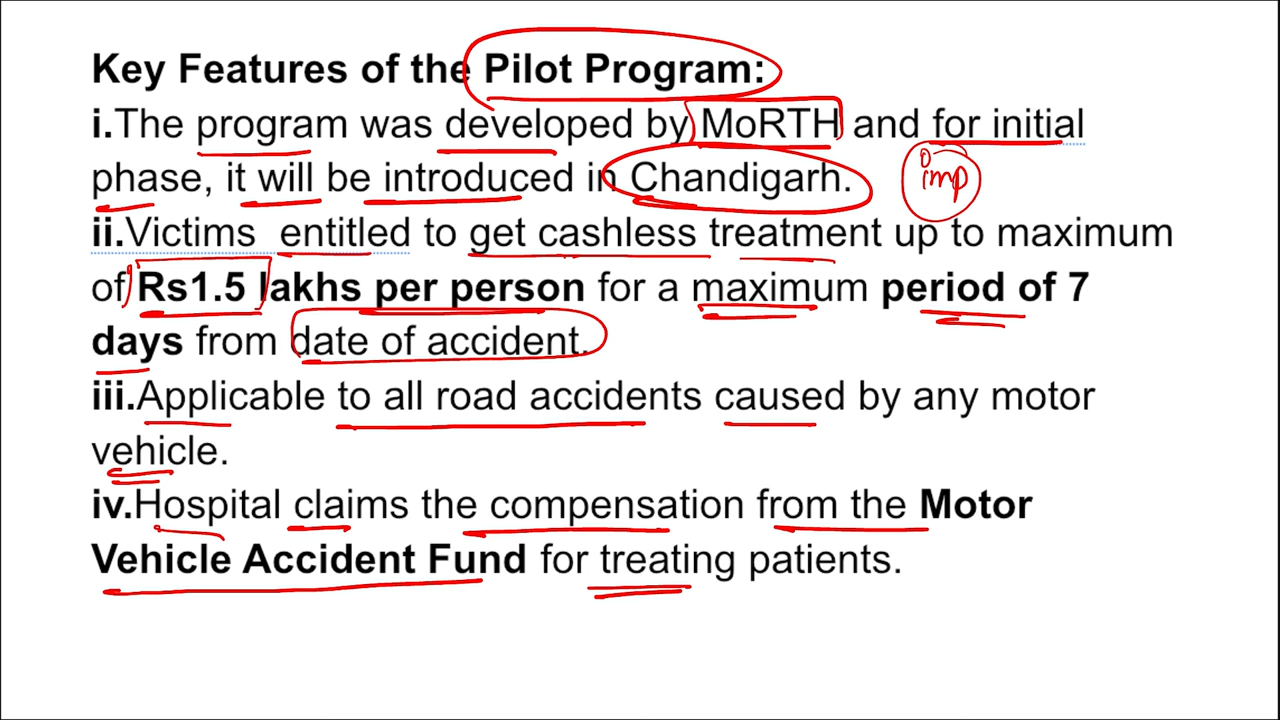 Key Features of the Pilot Program:
i.The program was developed by MoRTH and for initial
phase, it will be introduced in Chandigarh.
imp
ii.Victims entitled to get cashless treatment up to maximum
of Rs1.5 lakhs per person for a maximum period of 7
days from date of accident.
iii.Applicable to all road accidents caused by any motor
vehicle.
iv.Hospital claims the compensation from the Motor
Vehicle Accident Fund for treating patients.